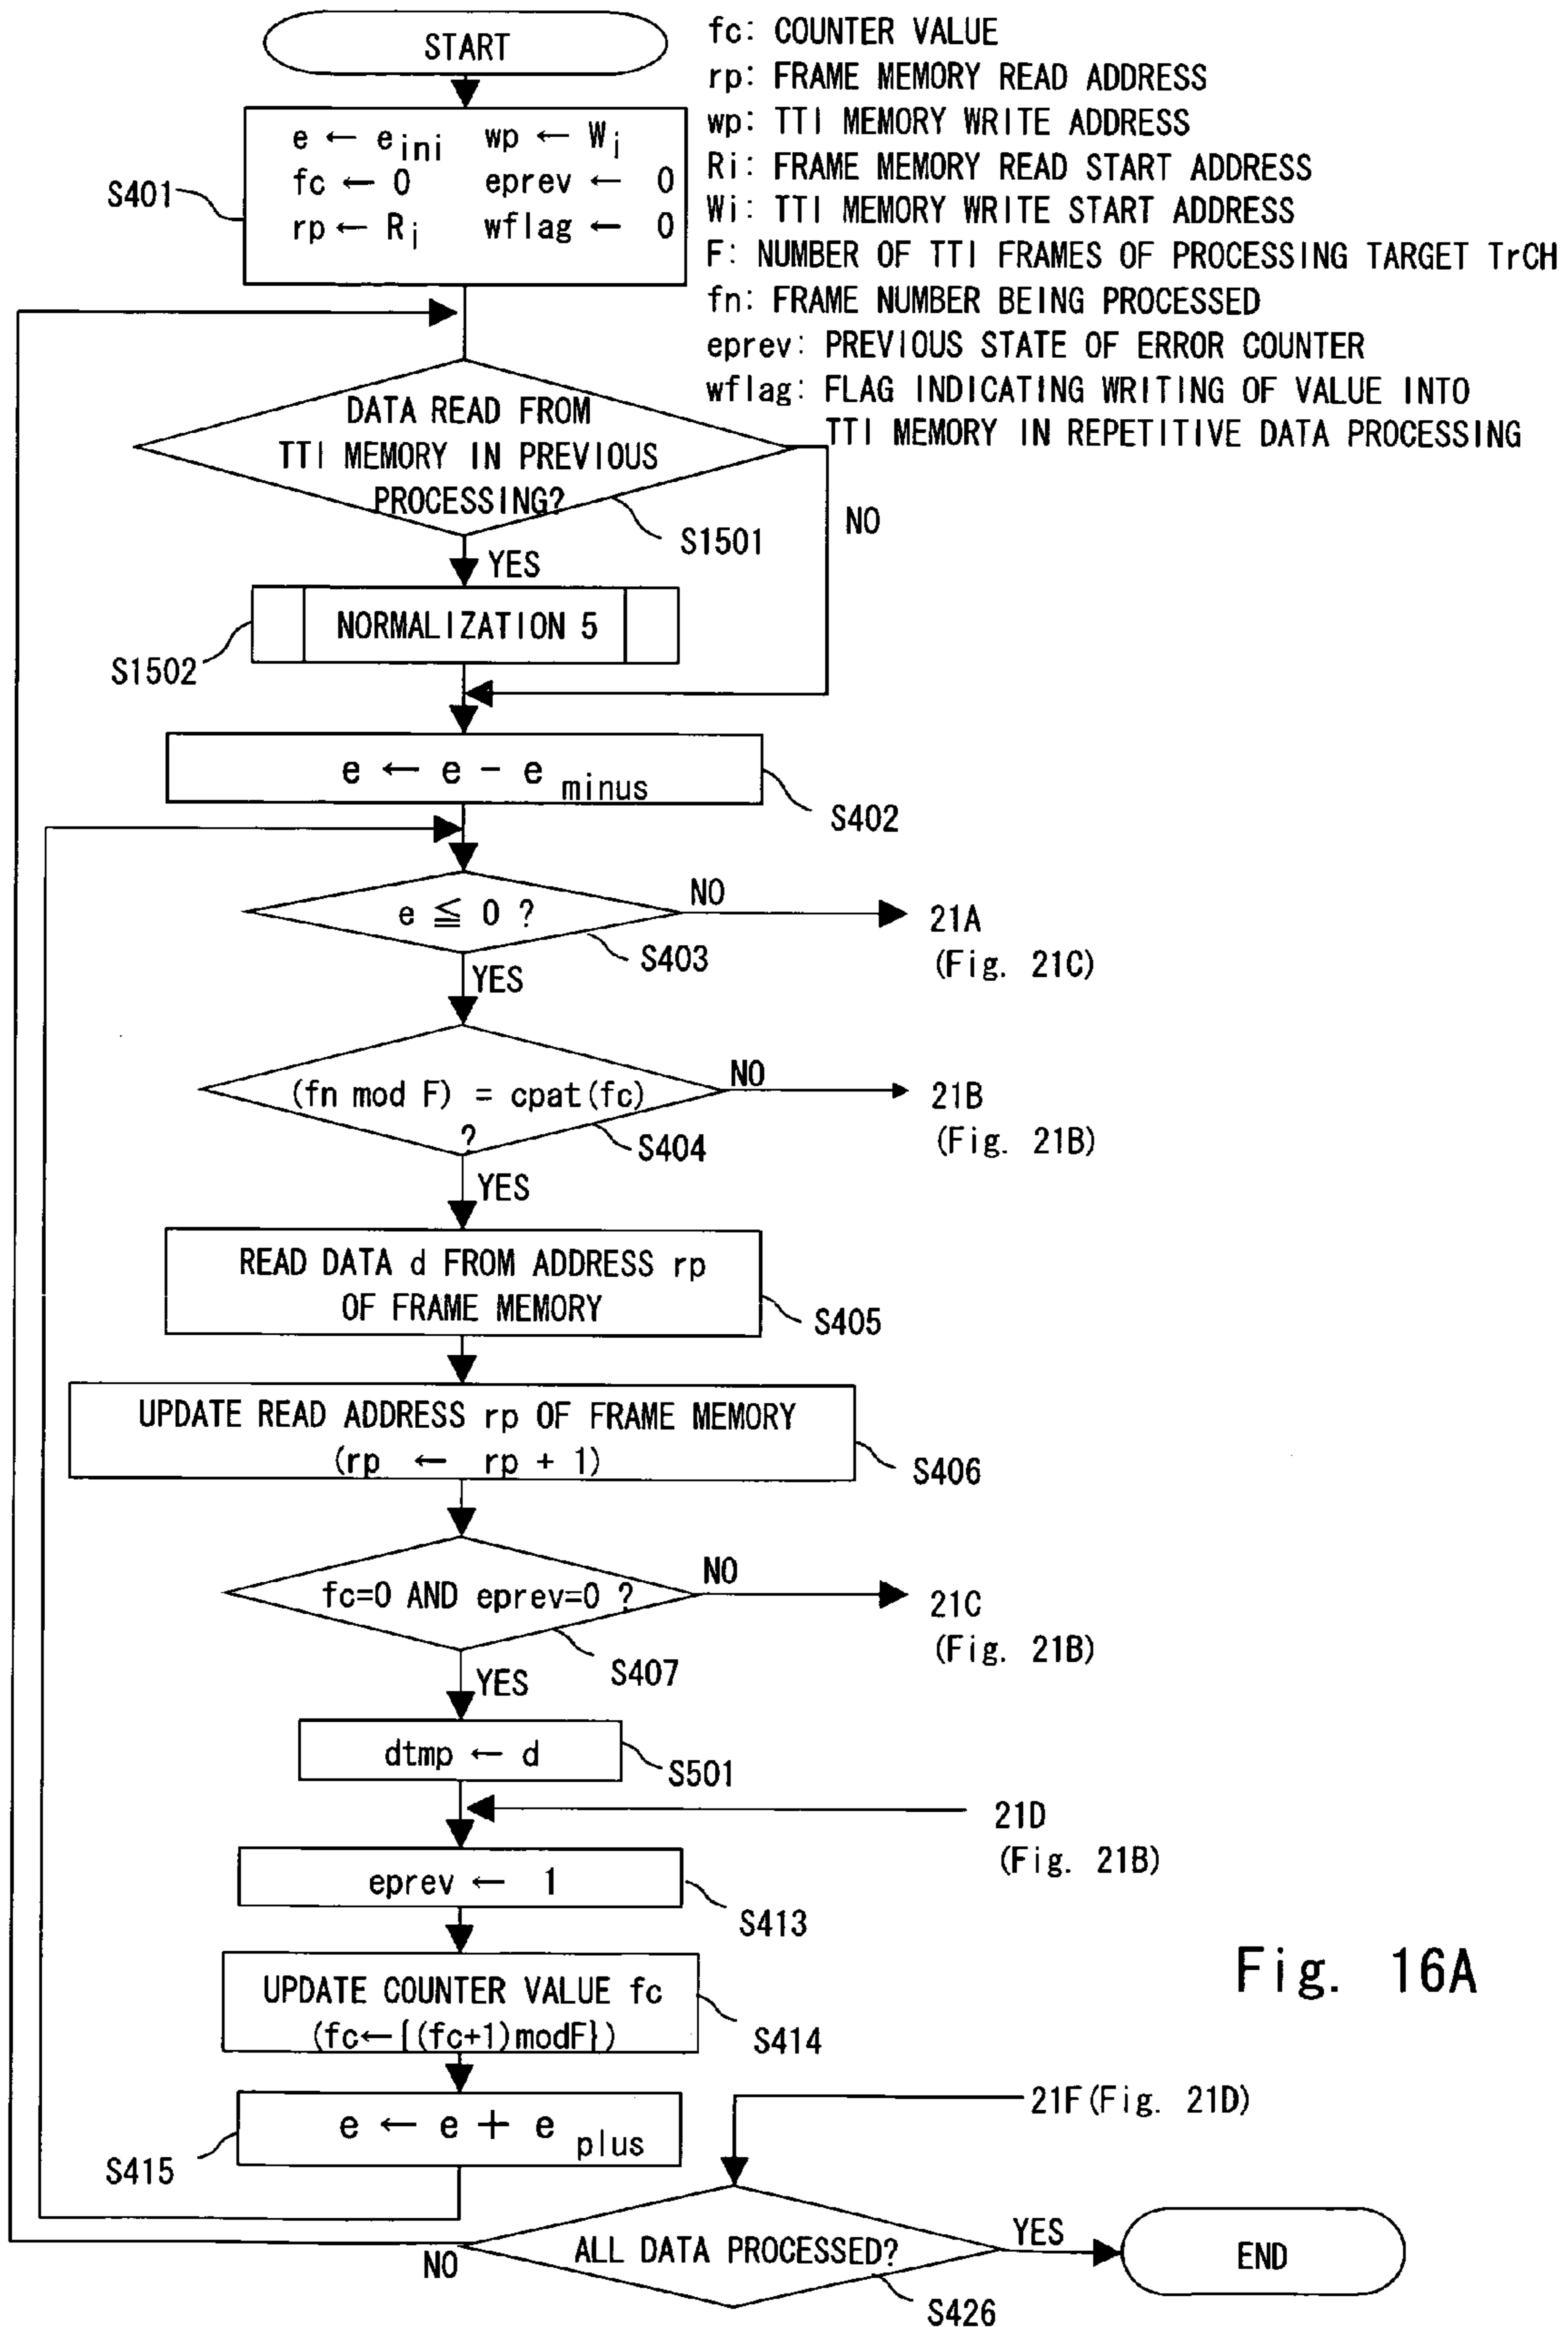 START
fc: COUNTER VALUE
rp: FRAME MEMORY READ ADDRESS
wp: TTI MEMORY WRITE ADDRESS
Ri: FRAME MEMORY READ START ADDRESS
Wi: TTI MEMORY WRITE START ADDRESS
F: NUMBER OF TTI FRAMES OF PROCESSING TARGET TrCH
fn: FRAME NUMBER BEING PROCESSED
eprev: PREVIOUS STATE OF ERROR COUNTER
wflag: FLAG INDICATING WRITING OF VALUE INTO
TTI MEMORY IN REPETITIVE DATA PROCESSING
e ← e ini wp ← Wi
fc ← 0 eprev ← 0
rp ← Ri wflag ← 0
S401
DATA READ FROM
TTI MEMORY IN PREVIOUS
PROCESSING?
S1501
NO
YES
NORMALIZATION 5
S1502
e ← e - e minus
S402
e ≦ 0 ?
NO
21A
(Fig. 21C)
S403
YES
(fn mod F) = cpat(fc)
?
NO
21B
(Fig. 21B)
S404
YES
READ DATA d FROM ADDRESS rp
OF FRAME MEMORY
S405
UPDATE READ ADDRESS rp OF FRAME MEMORY
(rp ← rp + 1)
S406
fc=0 AND eprev=0 ?
NO
21C
(Fig. 21B)
S407
YES
dtmp ← d
S501
21D
(Fig. 21B)
eprev ← 1
S413
UPDATE COUNTER VALUE fc
(fc←{(fc+1)modF})
S414
e ← e + e plus
S415
21F(Fig. 21D)
ALL DATA PROCESSED?
NO
YES
END
S426
Fig. 16A